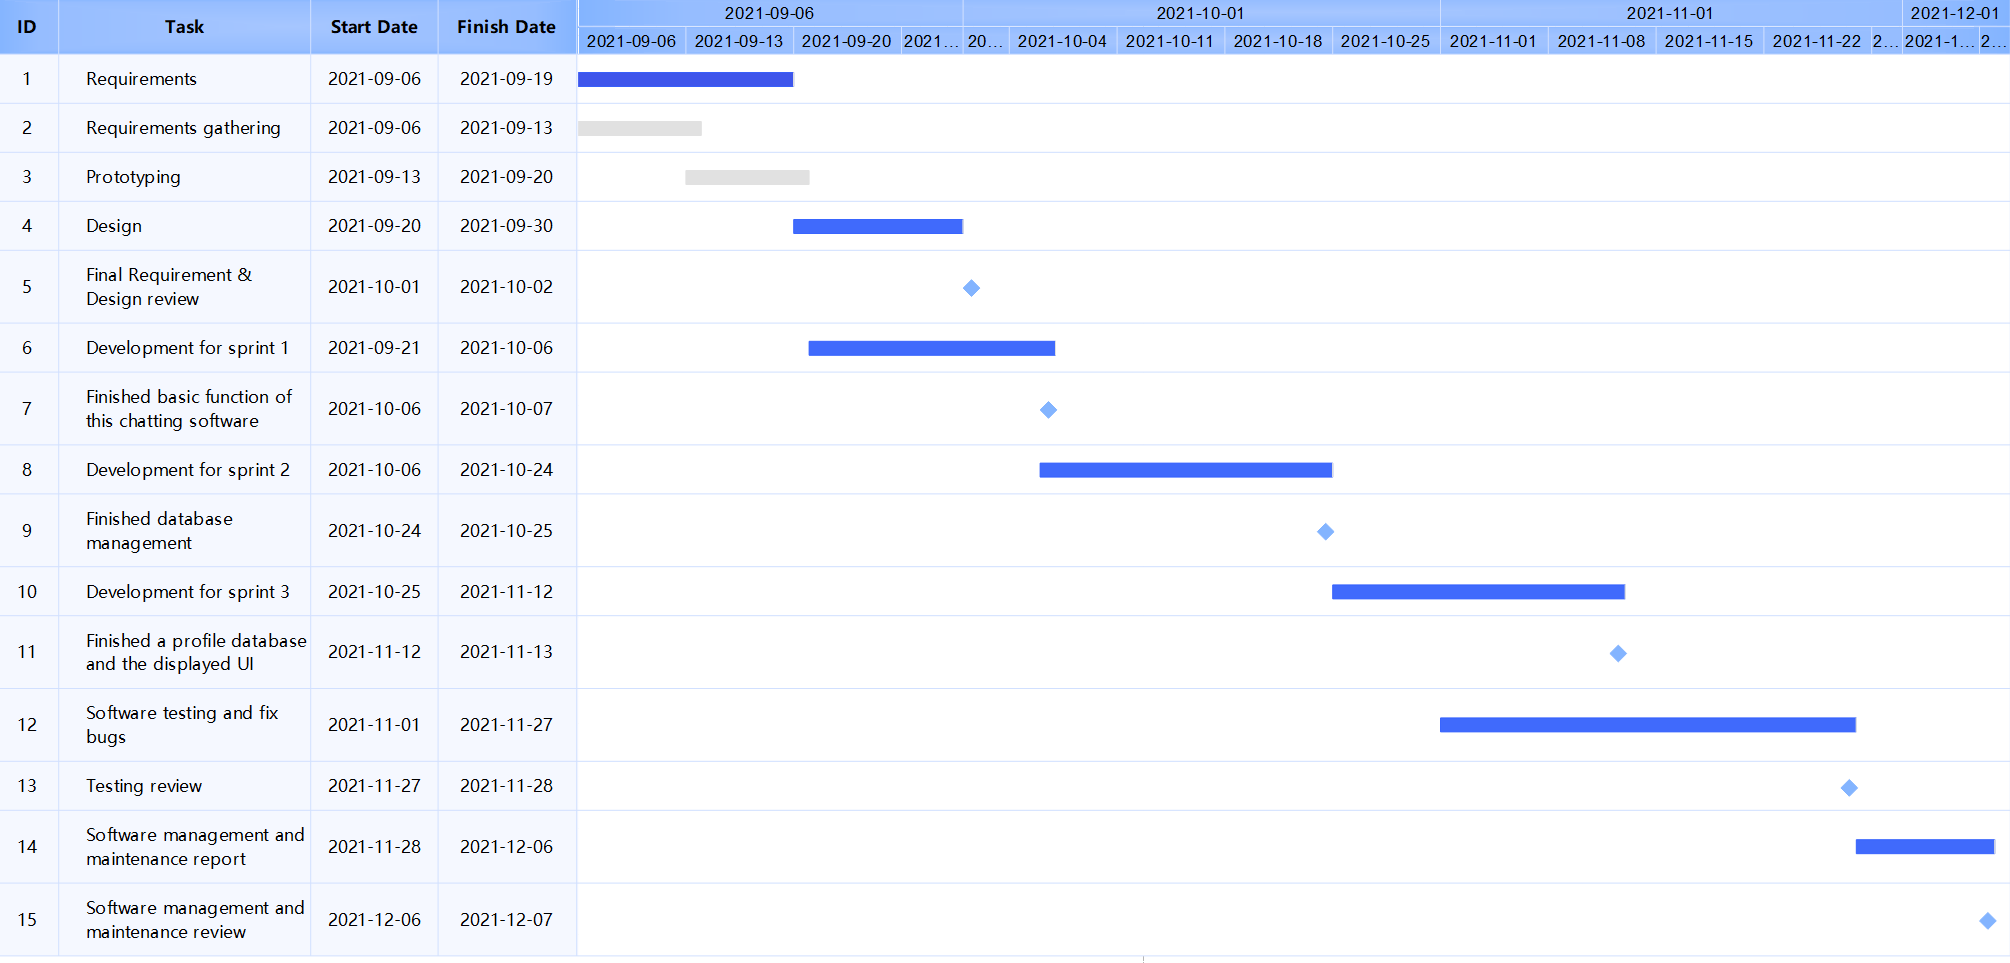 ID Task Start Date Finish Date
2021-09-06 2021-10-01 2021-11-01 2021-12-01
2021-09-06 2021-09-13 2021-09-20 2021... 20... 2021-10-04 2021-10-11 2021-10-18 2021-10-25 2021-11-01 2021-11-08 2021-11-15 2021-11-22 2... 2021-1... 2...
1 Requirements 2021-09-06 2021-09-19
2 Requirements gathering 2021-09-06 2021-09-13
3 Prototyping 2021-09-13 2021-09-20
4 Design 2021-09-20 2021-09-30
5 Final Requirement &
Design review 2021-10-01 2021-10-02
6 Development for sprint 1 2021-09-21 2021-10-06
7 Finished basic function of
this chatting software 2021-10-06 2021-10-07
8 Development for sprint 2 2021-10-06 2021-10-24
9 Finished database
management 2021-10-24 2021-10-25
10 Development for sprint 3 2021-10-25 2021-11-12
11 Finished a profile database
and the displayed UI 2021-11-12 2021-11-13
12 Software testing and fix
bugs 2021-11-01 2021-11-27
13 Testing review 2021-11-27 2021-11-28
14 Software management and
maintenance report 2021-11-28 2021-12-06
15 Software management and
maintenance review 2021-12-06 2021-12-07